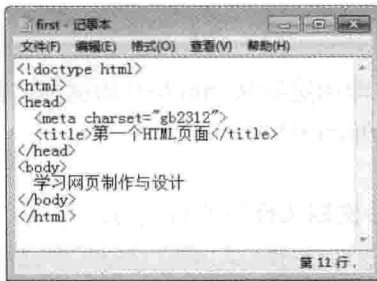 first - 记事本
文件(F) 编辑(E) 格式(O) 查看(V) 帮助(H)
<!doctype html>
<html>
<head>
<meta charset="gb2312">
<title>第一个HTML页面</title>
</head>
<body>
学习网页制作与设计
</body>
</html>
第 11 行,